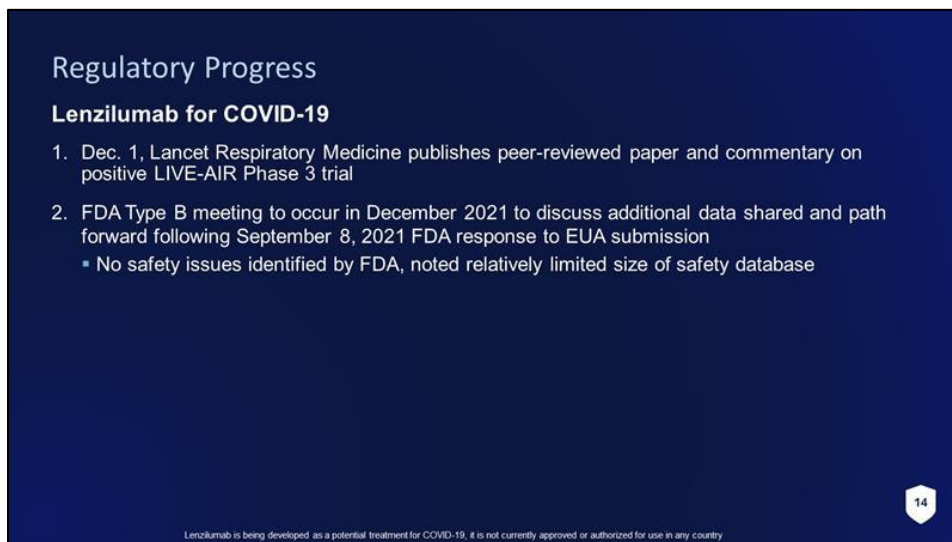 Regulatory Progress
Lenzilumab for COVID-19
1. Dec. 1, Lancet Respiratory Medicine publishes peer-reviewed paper and commentary on
positive LIVE-AIR Phase 3 trial
2. FDA Type B meeting to occur in December 2021 to discuss additional data shared and path
forward following September 8, 2021 FDA response to EUA submission
▪ No safety issues identified by FDA, noted relatively limited size of safety database
14
Lenzilumab is being developed as a potential treatment for COVID-19, it is not currently approved or authorized for use in any country